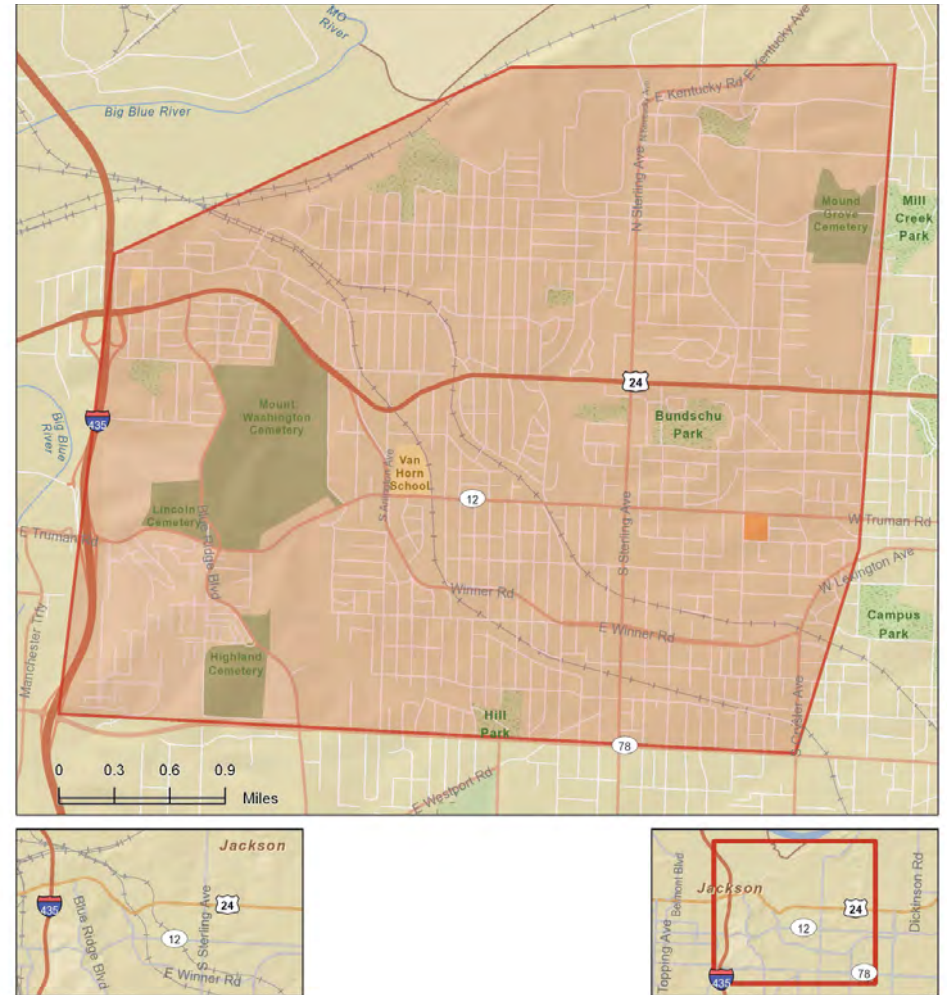 MO
River
E Kentucky Ave
E Kentucky Rd
N Kentucky Ave
Big Blue River
N Sterling Ave
Mound
Grove
Cemetery
Mill
Creek
Park
24
Mount
Washington
Cemetery
Bundschu
Park
435
Big Blue
River
Van
Horn
School
S Arlington Ave
12
Lincoln
Cemetery
E Truman Rd
W Truman Rd
Blue Ridge Blvd
S Sterling Ave
W Lexington Ave
Winner Rd
E Winner Rd
Campus
Park
Manchester Trfy
Highland
Cemetery
Hill
Park
S Crysler Ave
78
0 0.3 0.6 0.9
Miles
E Westport Rd
Jackson
435
Blue Ridge Blvd
S Sterling Ave
24
12
E Winner Rd
Jackson
Belmont Blvd
Topping Ave
Dickinson Rd
24
12
435
78